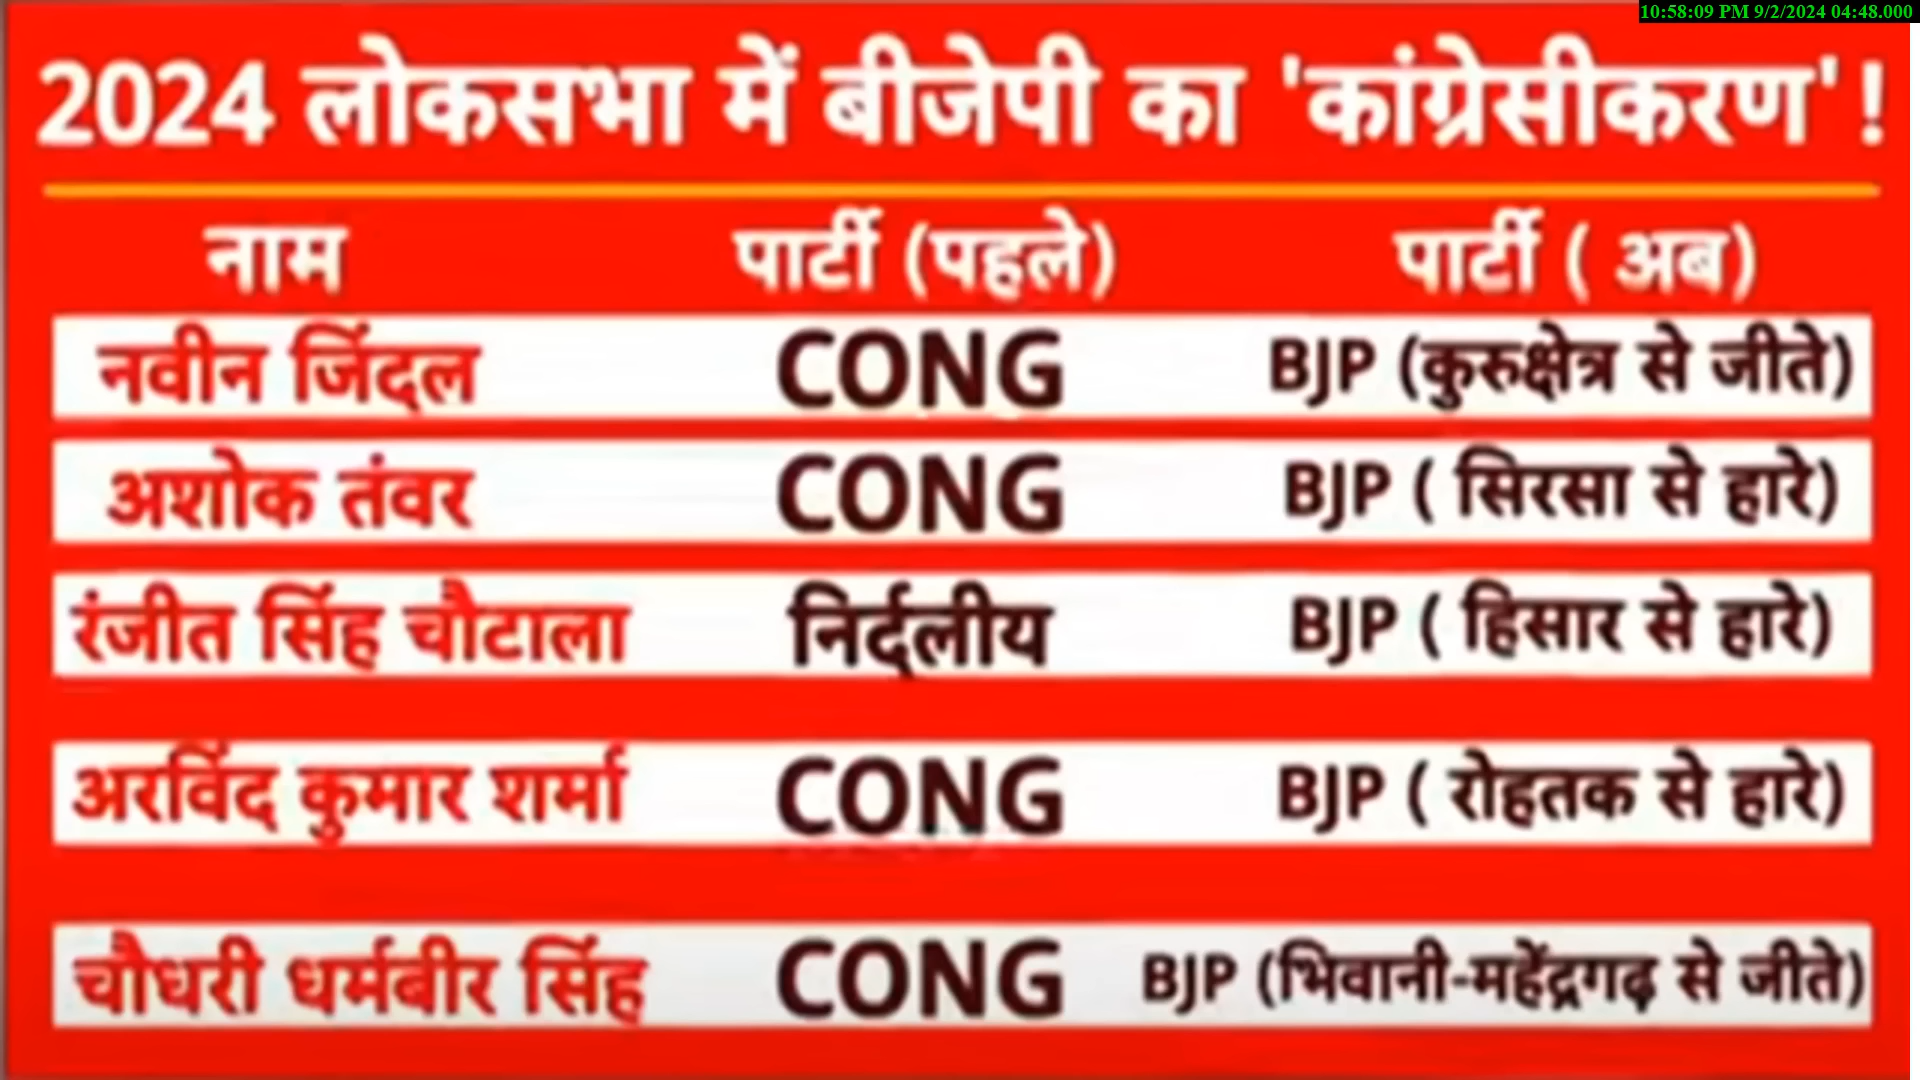 10:58:09 PM 9/2/2024 04:48.000
2024 लोकसभा में बीजेपी का 'कांग्रेसीकरण'!
नाम पार्टी (पहले) पार्टी ( अब)
नवीन जिंदल CONG BJP (कुरुक्षेत्र से जीते)
अशोक तंवर CONG BJP ( सिरसा से हारे)
रंजीत सिंह चौटाला निर्दलीय BJP ( हिसार से हारे)
अरविंद कुमार शर्मा CONG BJP ( रोहतक से हारे)
चौधरी धर्मबीर सिंह CONG BJP (भिवानी-महेंद्रगढ़ से जीते)